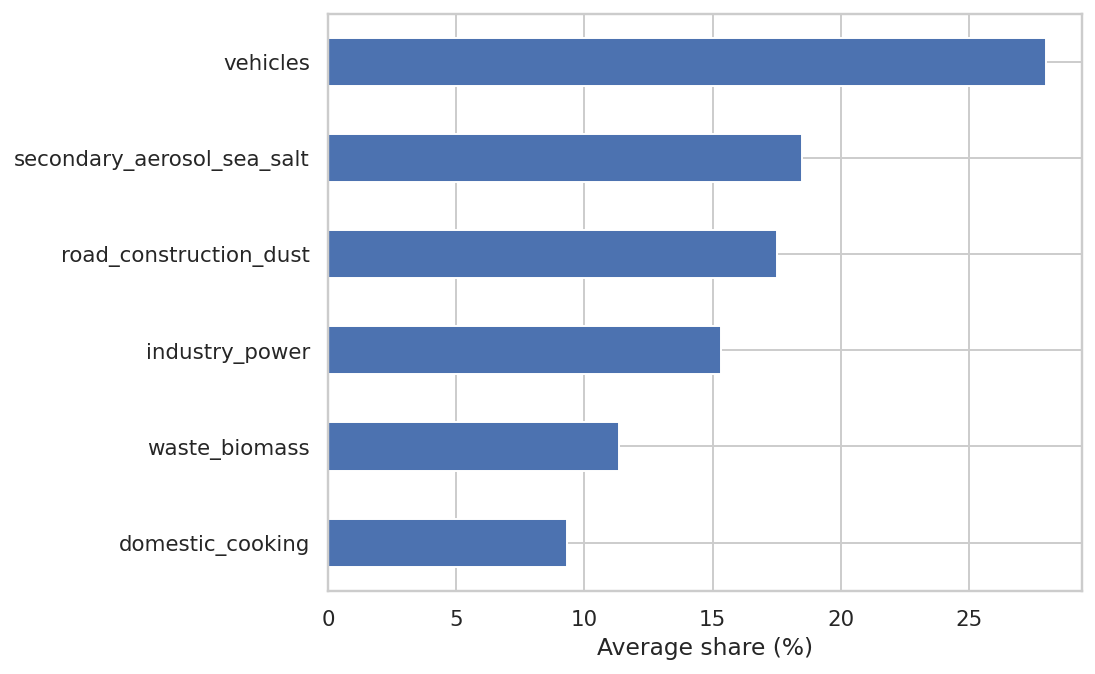 vehicles
secondary_aerosol_sea_salt
road_construction_dust
industry_power
waste_biomass
domestic_cooking
0 5 10 15 20 25
Average share (%)